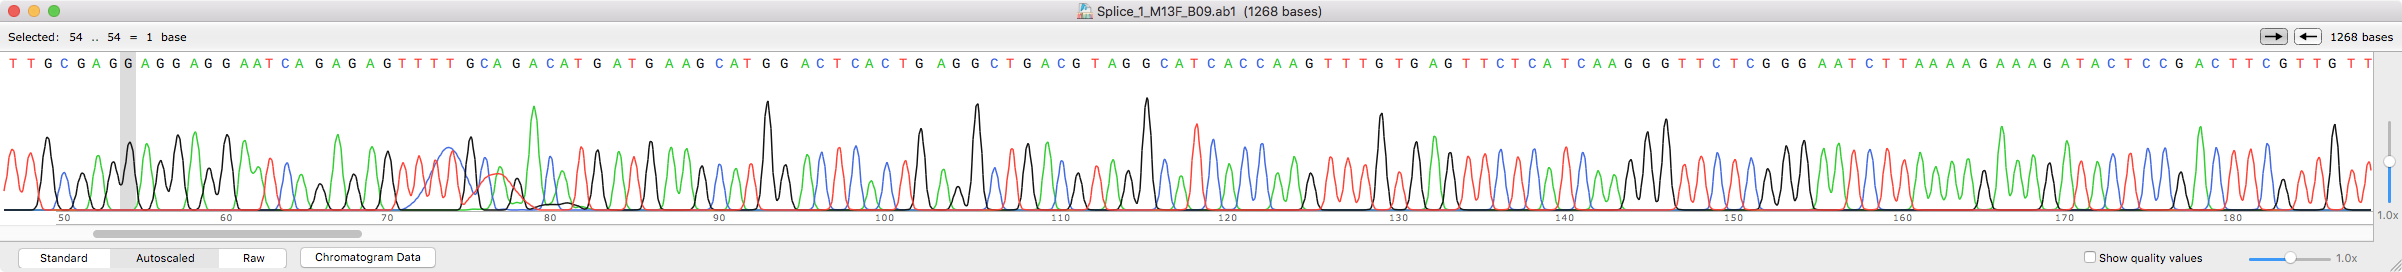 Splice_1_M13F_B09.ab1 (1268 bases)
Selected: 54 .. 54 = 1 base
1268 bases
TTGCGAGGAGGAGGAATCAGAGAGTTTTGCAGACATGATGAAGCATGGACTCACTGAGGCTGACGTAGGCATCACCAAGTTTGTGAGTTCTCATCAAGGGTTCTCGGGAATCTTAAAAGAAAGATACTCCGACTTCGTTGTT
50 60 70 80 90 100 110 120 130 140 150 160 170 180
1.0x
Standard Autoscaled Raw Chromatogram Data
Show quality values 1.0x